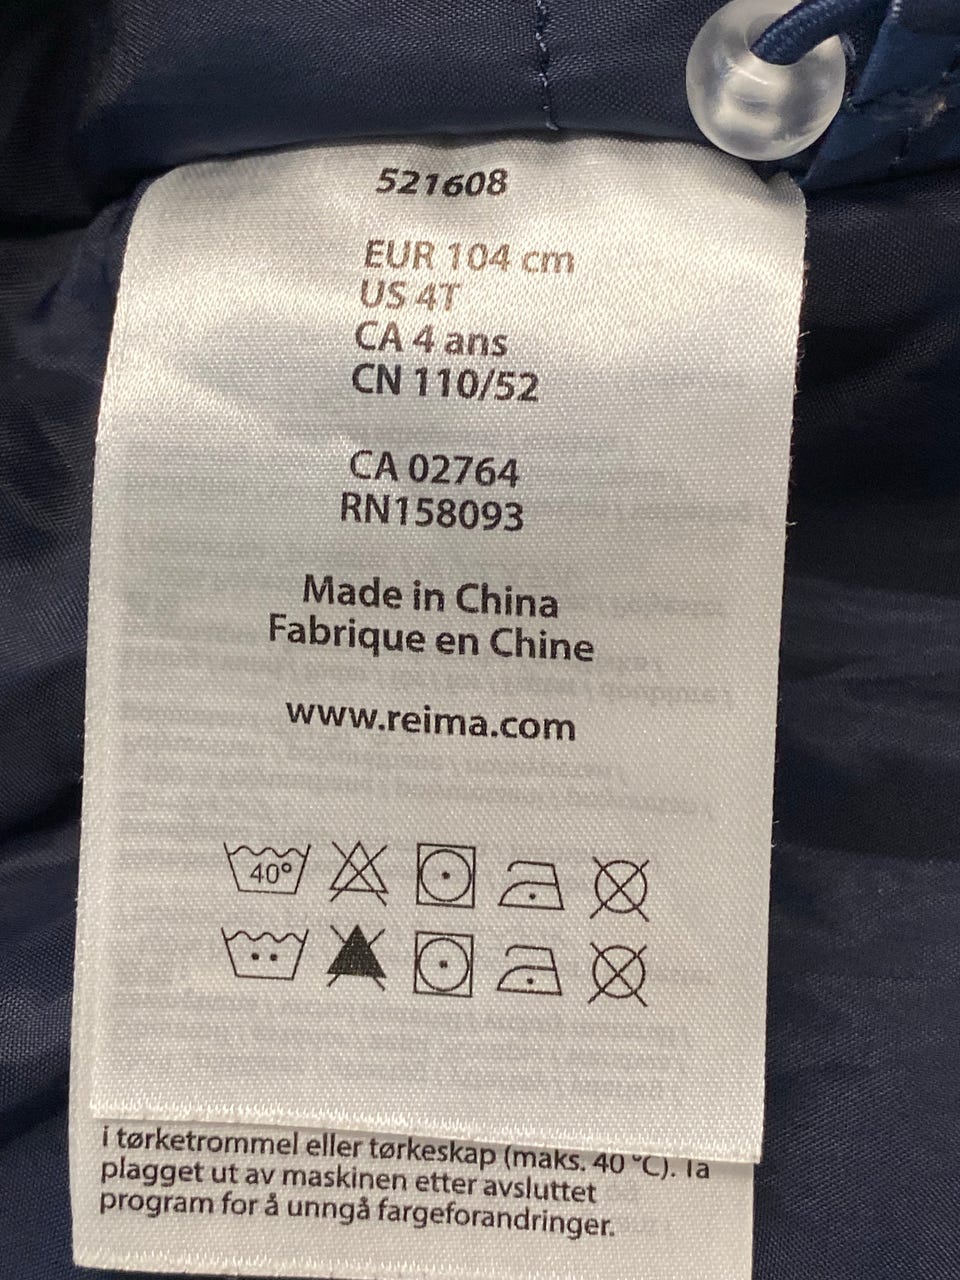 521608
EUR 104 cm
US 4T
CA 4 ans
CN 110/52
CA 02764
RN158093
Made in China
Fabrique en Chine
www.reima.com
40°
i tørketrommel eller tørkeskap (maks. 40 °C). Ta
plagget ut av maskinen etter avsluttet
program for å unngå fargeforandringer.